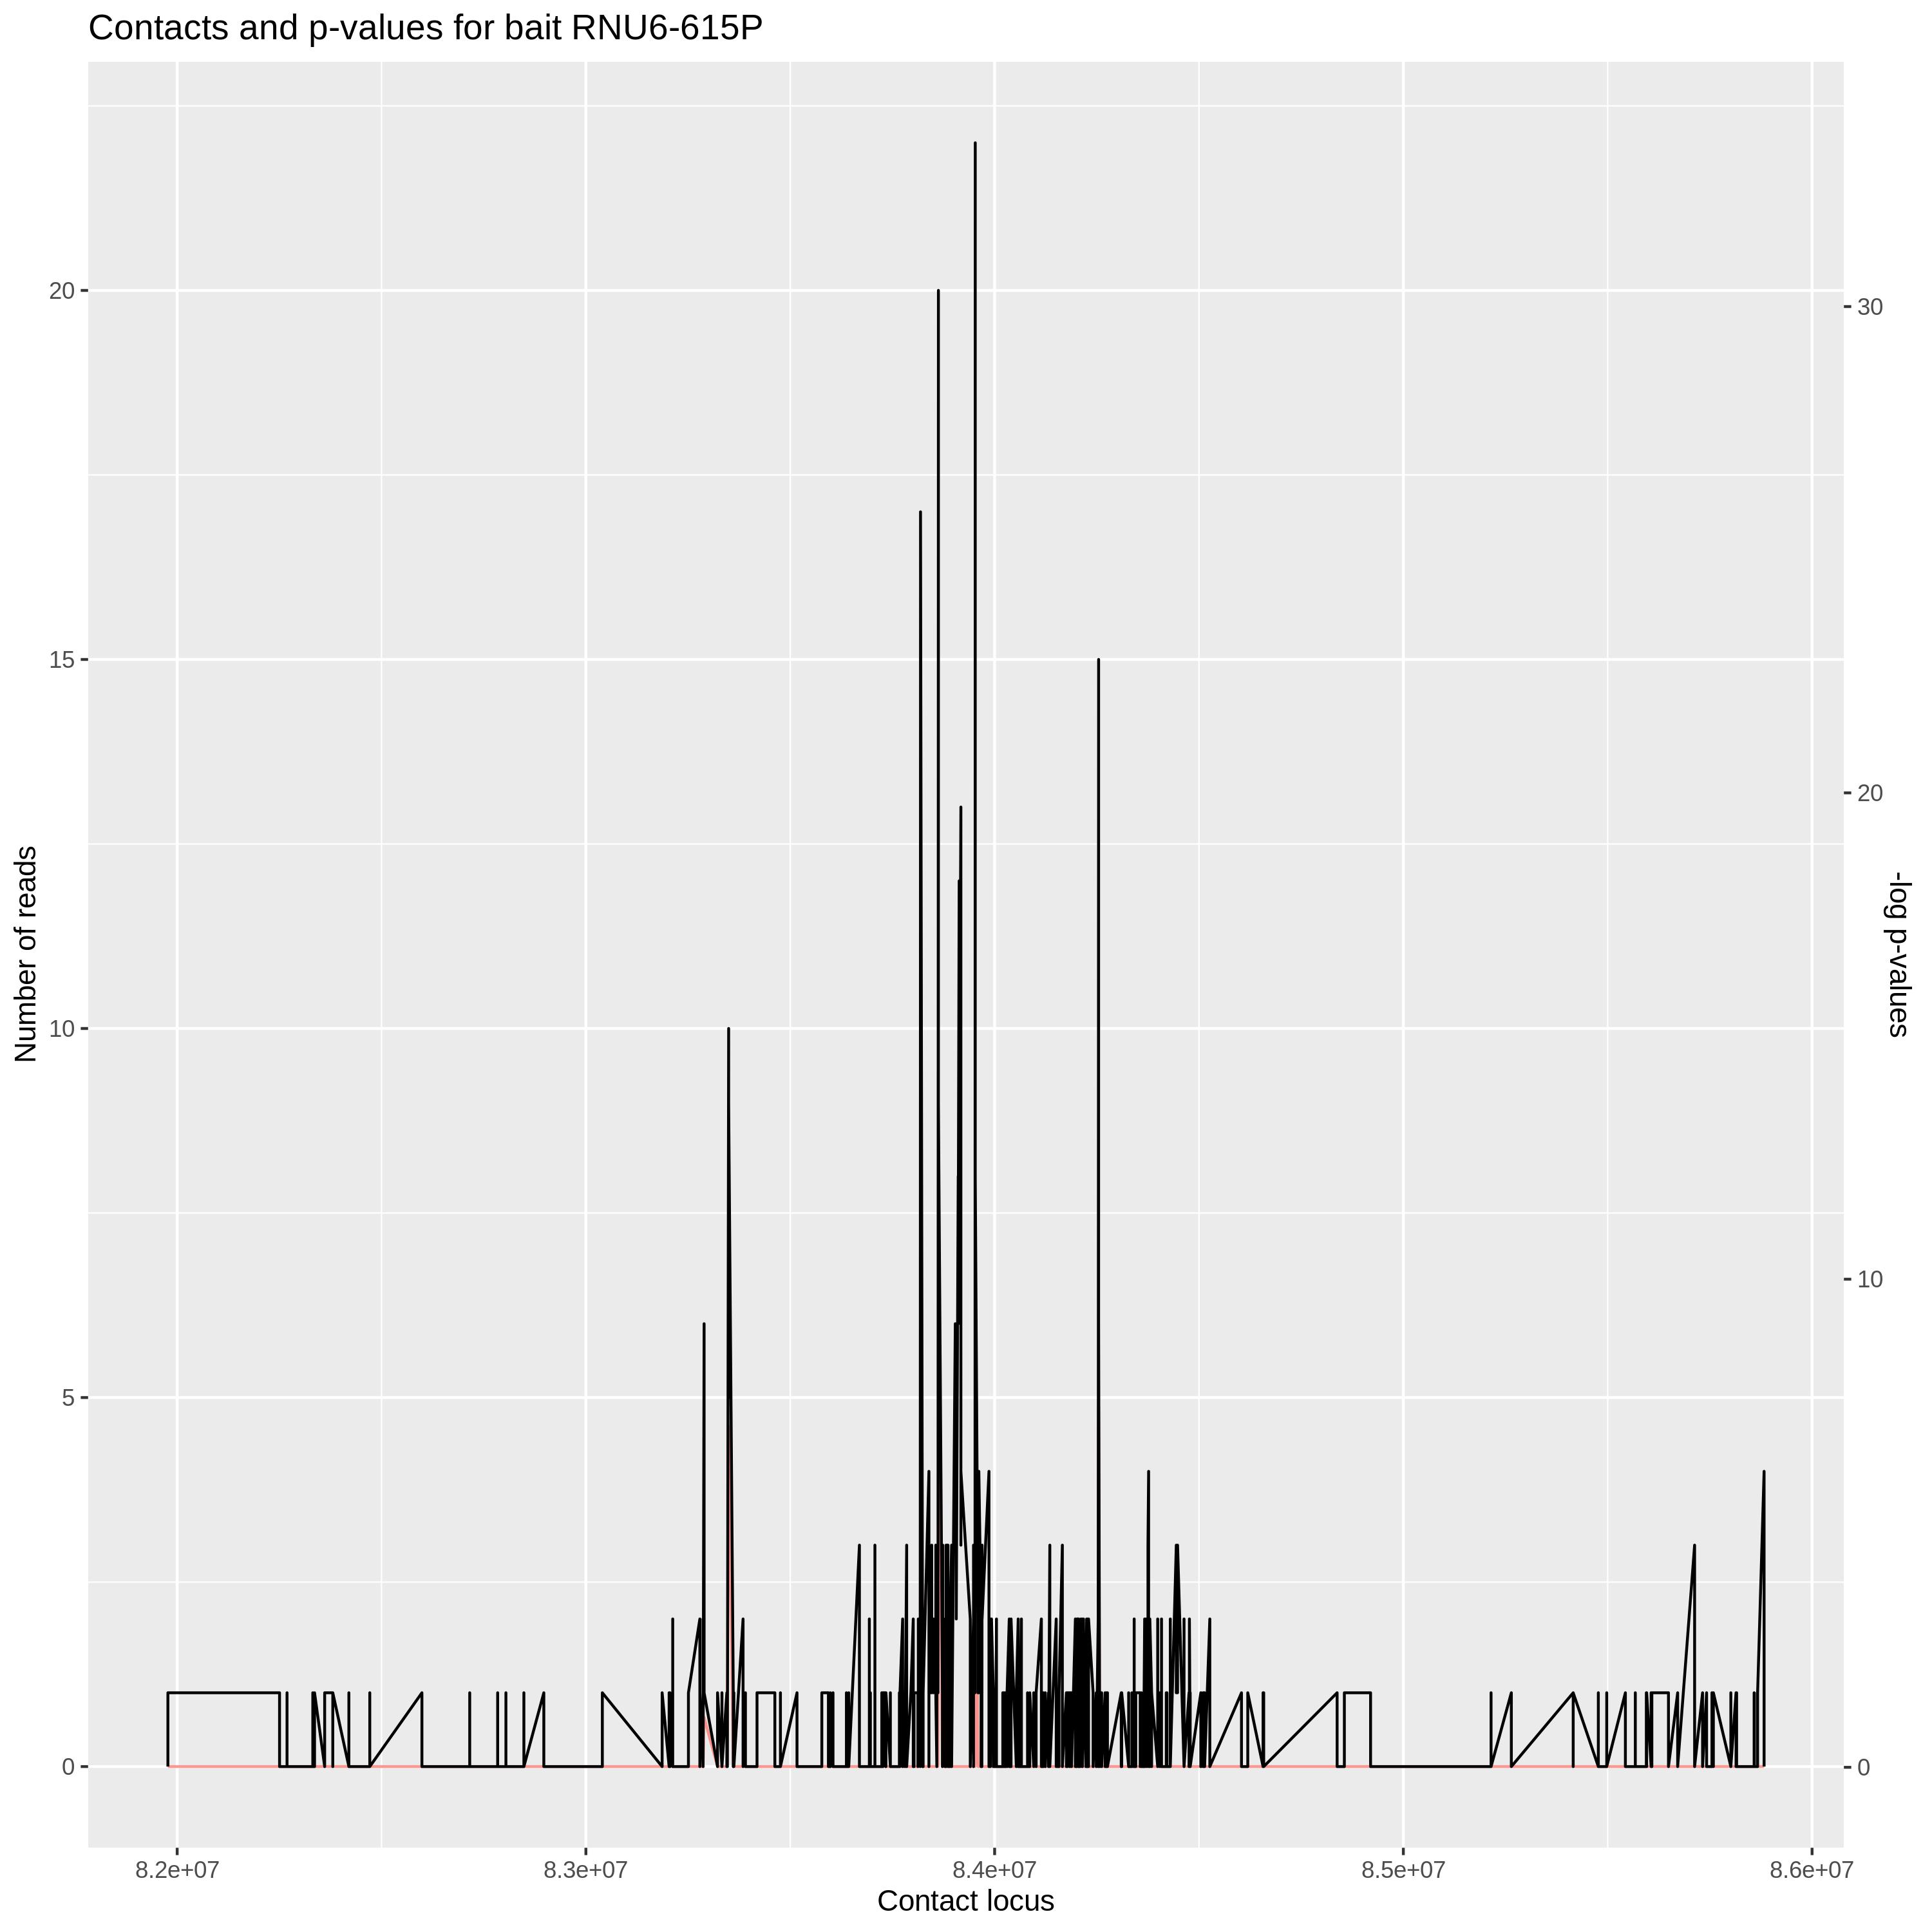 Contacts and p-values for bait RNU6-615P
20
15
10
5
0
Number of reads
30
20
10
0
-log p-values
8.2e+07 8.3e+07 8.4e+07 8.5e+07 8.6e+07
Contact locus